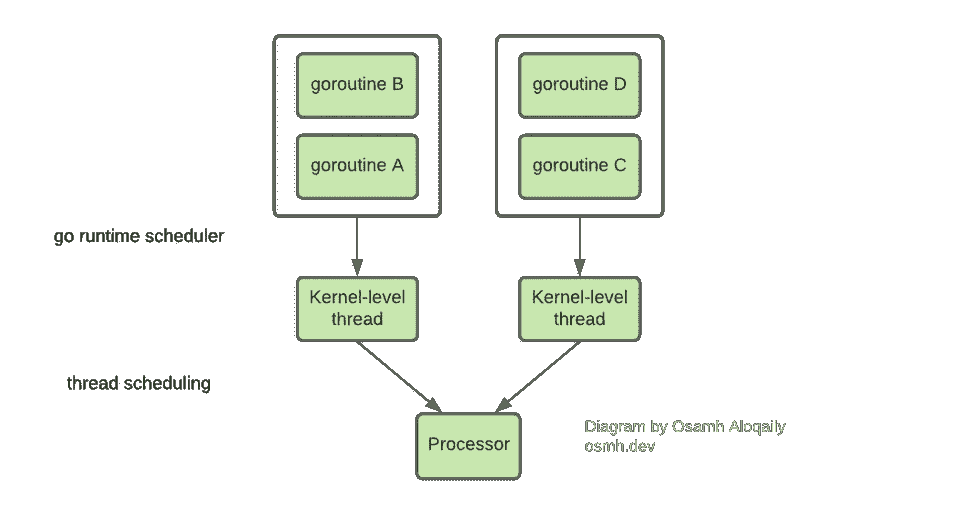 goroutine B
goroutine D
goroutine A
goroutine C
go runtime scheduler
Kernel-level
thread
Kernel-level
thread
thread scheduling
Processor
Diagram by Osamh Aloqaily
osmh.dev